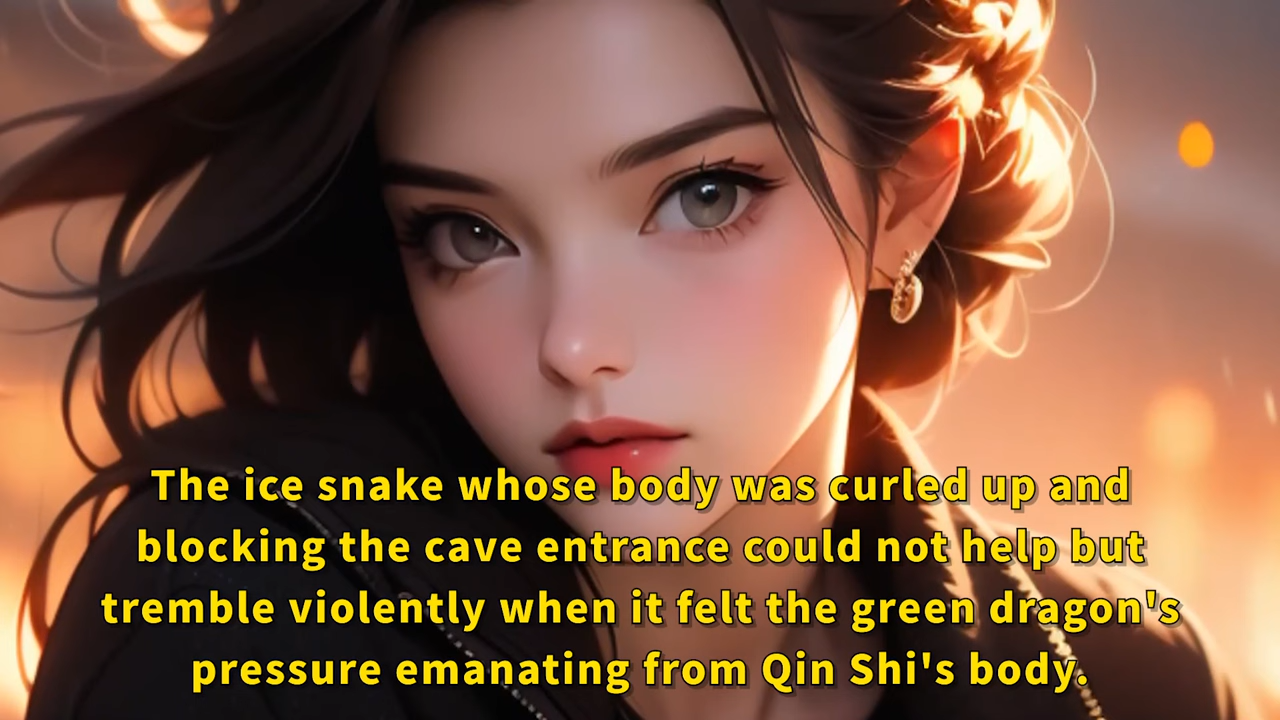 The ice snake whose body was curled up and
blocking the cave entrance could not help but
tremble violently when it felt the green dragon's
pressure emanating from Qin Shi's body.